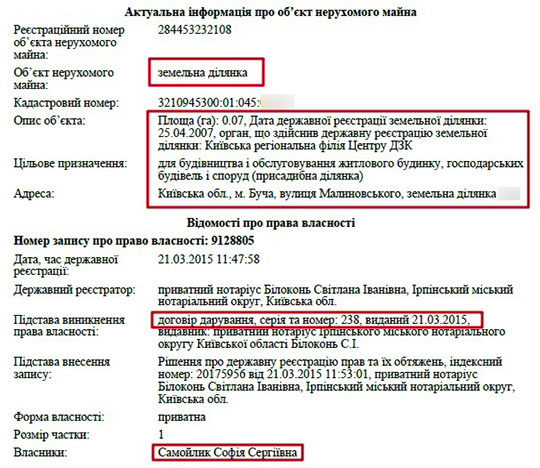 Актуальна інформація про об’єкт нерухомого майна
Реєстраційний номер об’єкта нерухомого майна: 284453232108
Об’єкт нерухомого майна: земельна ділянка
Кадастровий номер: 3210945300:01:045:
Опис об’єкта: Площа (га): 0.07, Дата державної реєстрації земельної ділянки:
25.04.2007, орган, що здійснив державну реєстрацію земельної
ділянки: Київська регіональна філія Центру ДЗК
Цільове призначення: для будівництва і обслуговування житлового будинку, господарських
будівель і споруд (присадибна ділянка)
Адреса: Київська обл., м. Буча, вулиця Малиновського, земельна ділянка
Відомості про права власності
Номер запису про право власності: 9128805
Дата, час державної реєстрації: 21.03.2015 11:47:58
Державний реєстратор: приватний нотаріус Білоконь Світлана Іванівна, Ірпінський міський
нотаріальний округ, Київська обл.
Підстава виникнення права власності: договір дарування, серія та номер: 238, виданий 21.03.2015,
видавник: приватний нотаріус Ірпінського міського нотаріального
округу Київської області Білоконь С.І.
Підстава внесення запису: Рішення про державну реєстрацію прав та їх обтяжень, індексний
номер: 20175956 від 21.03.2015 11:53:01, приватний нотаріус
Білоконь Світлана Іванівна, Ірпінський міський нотаріальний округ,
Київська обл.
Форма власності: приватна
Розмір частки: 1
Власники: Самойлик Софія Сергіївна